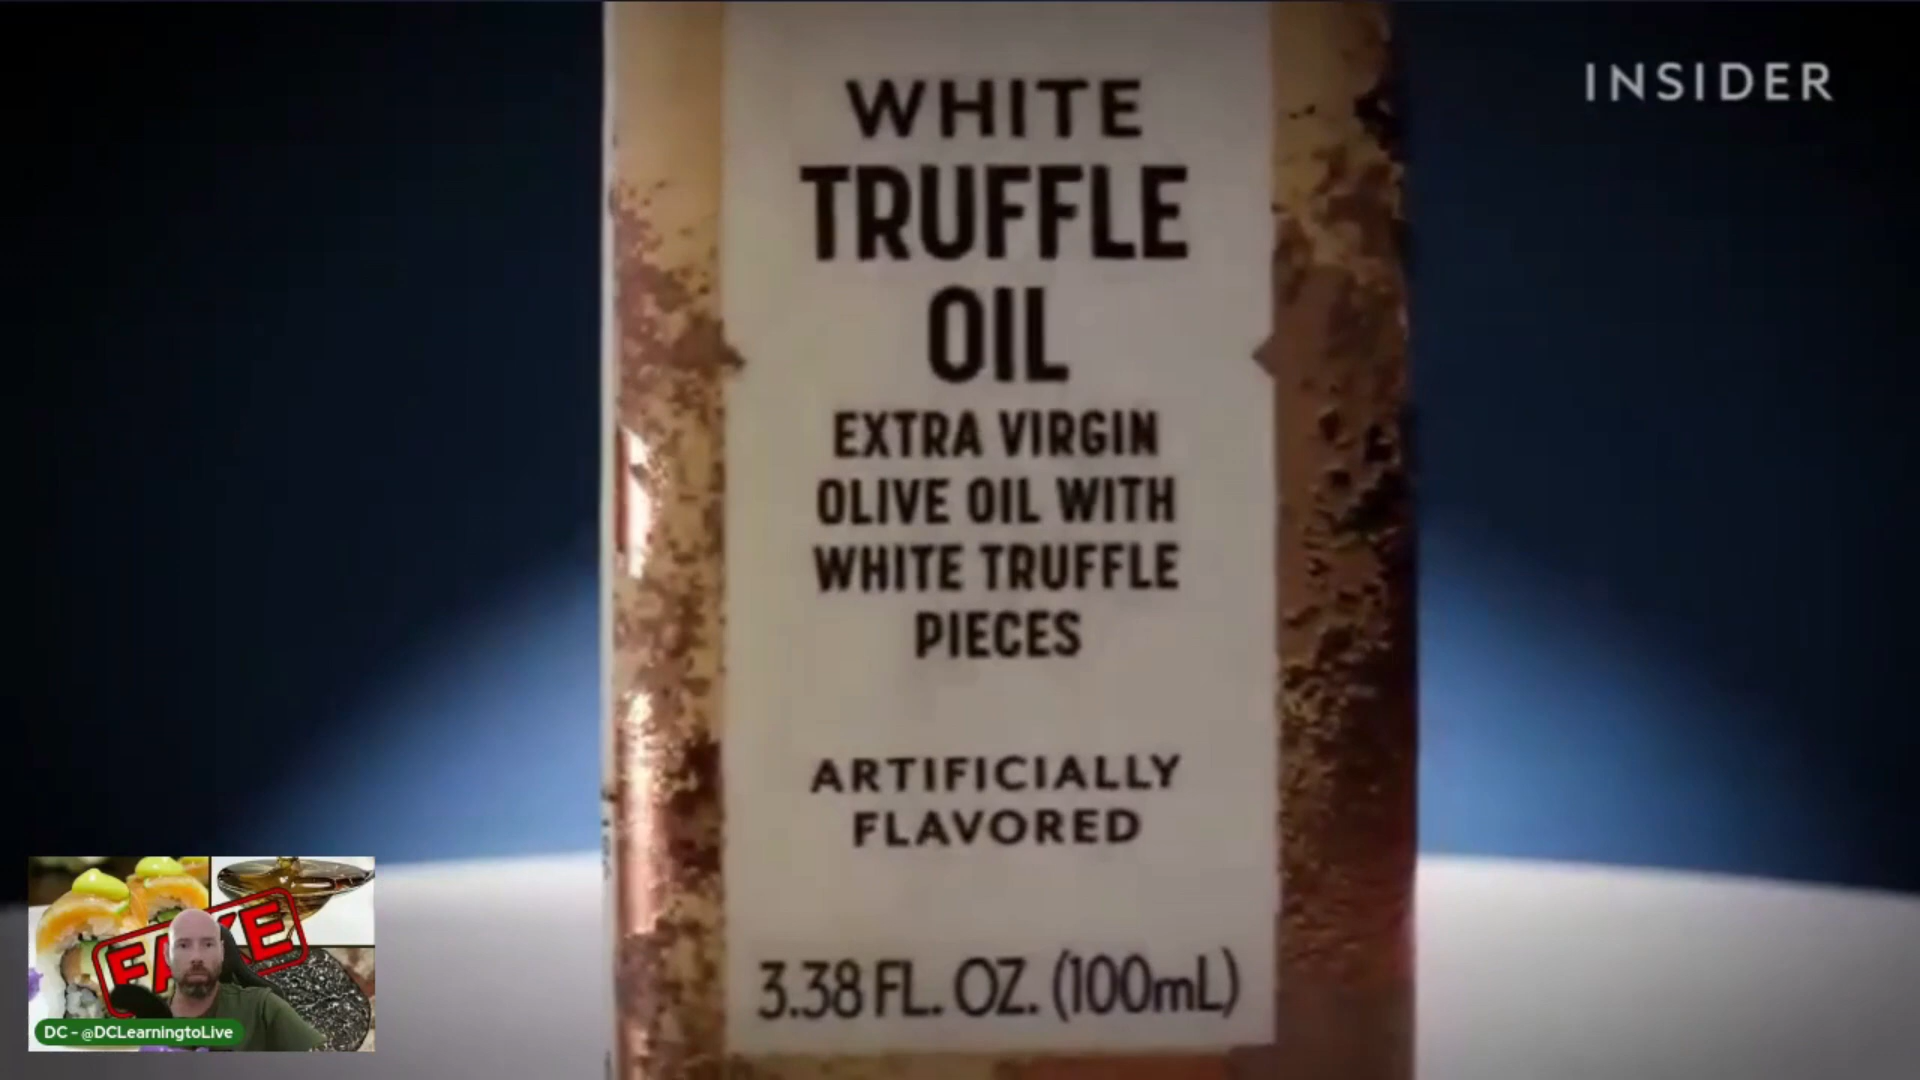 INSIDER
WHITE
TRUFFLE
OIL
EXTRA VIRGIN
OLIVE OIL WITH
WHITE TRUFFLE
PIECES
ARTIFICIALLY
FLAVORED
3.38 FL. OZ. (100mL)
FAKE
DC - @DCLearningtoLive